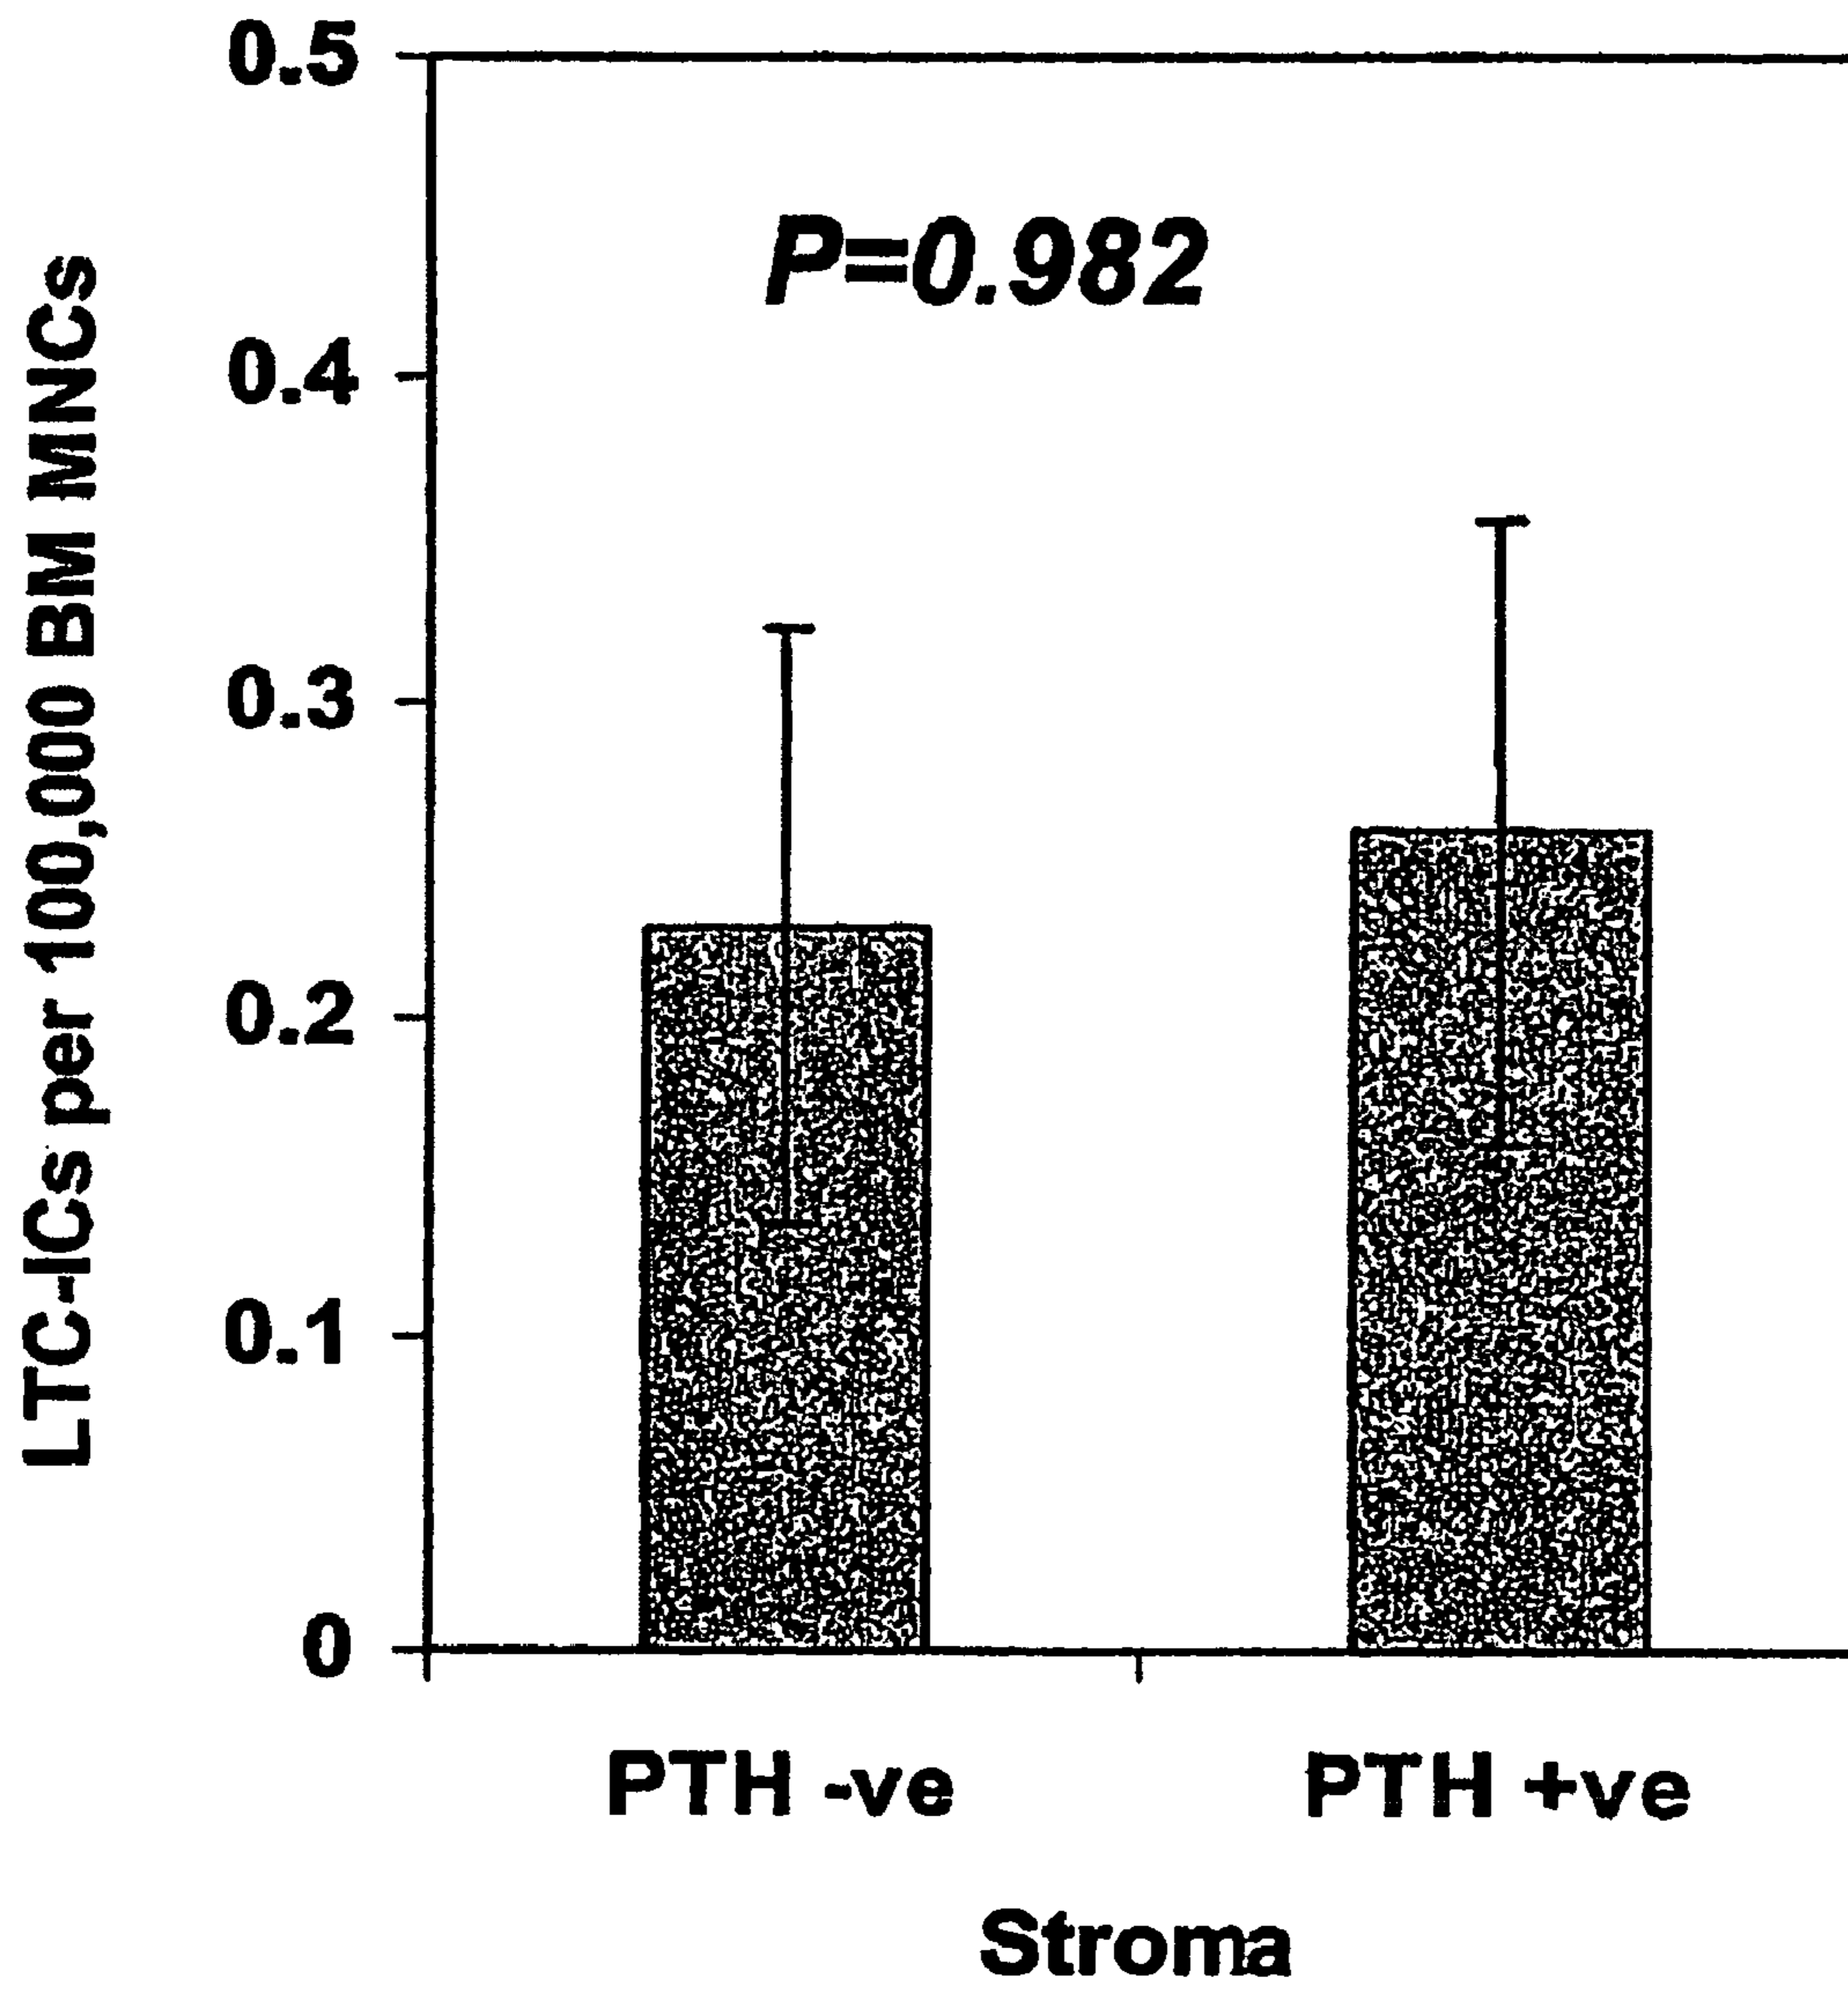 LTC-ICs per 100,000 BM MNCs
0.5
0.4
0.3
0.2
0.1
0
P=0.982
PTH -ve
PTH +ve
Stroma